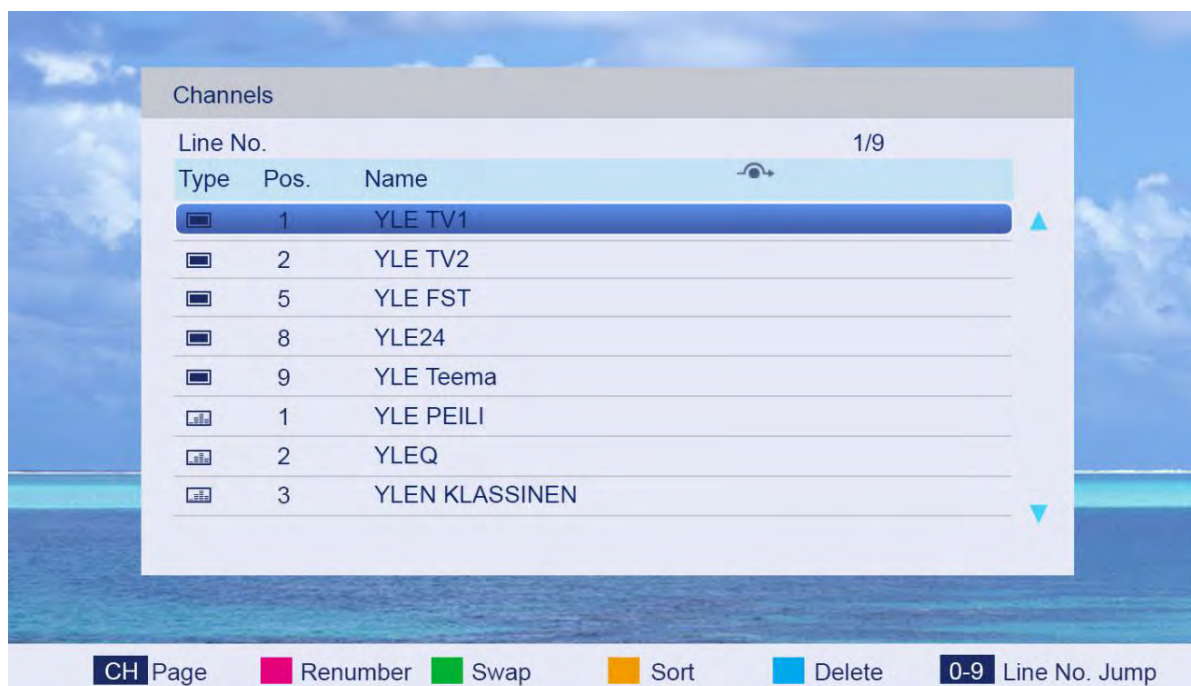 Channels
Line No. 1/9
Type Pos. Name
1 YLE TV1
2 YLE TV2
5 YLE FST
8 YLE24
9 YLE Teema
1 YLE PEILI
2 YLEQ
3 YLEN KLASSINEN
CH Page Renumber Swap Sort Delete 0-9 Line No. Jump